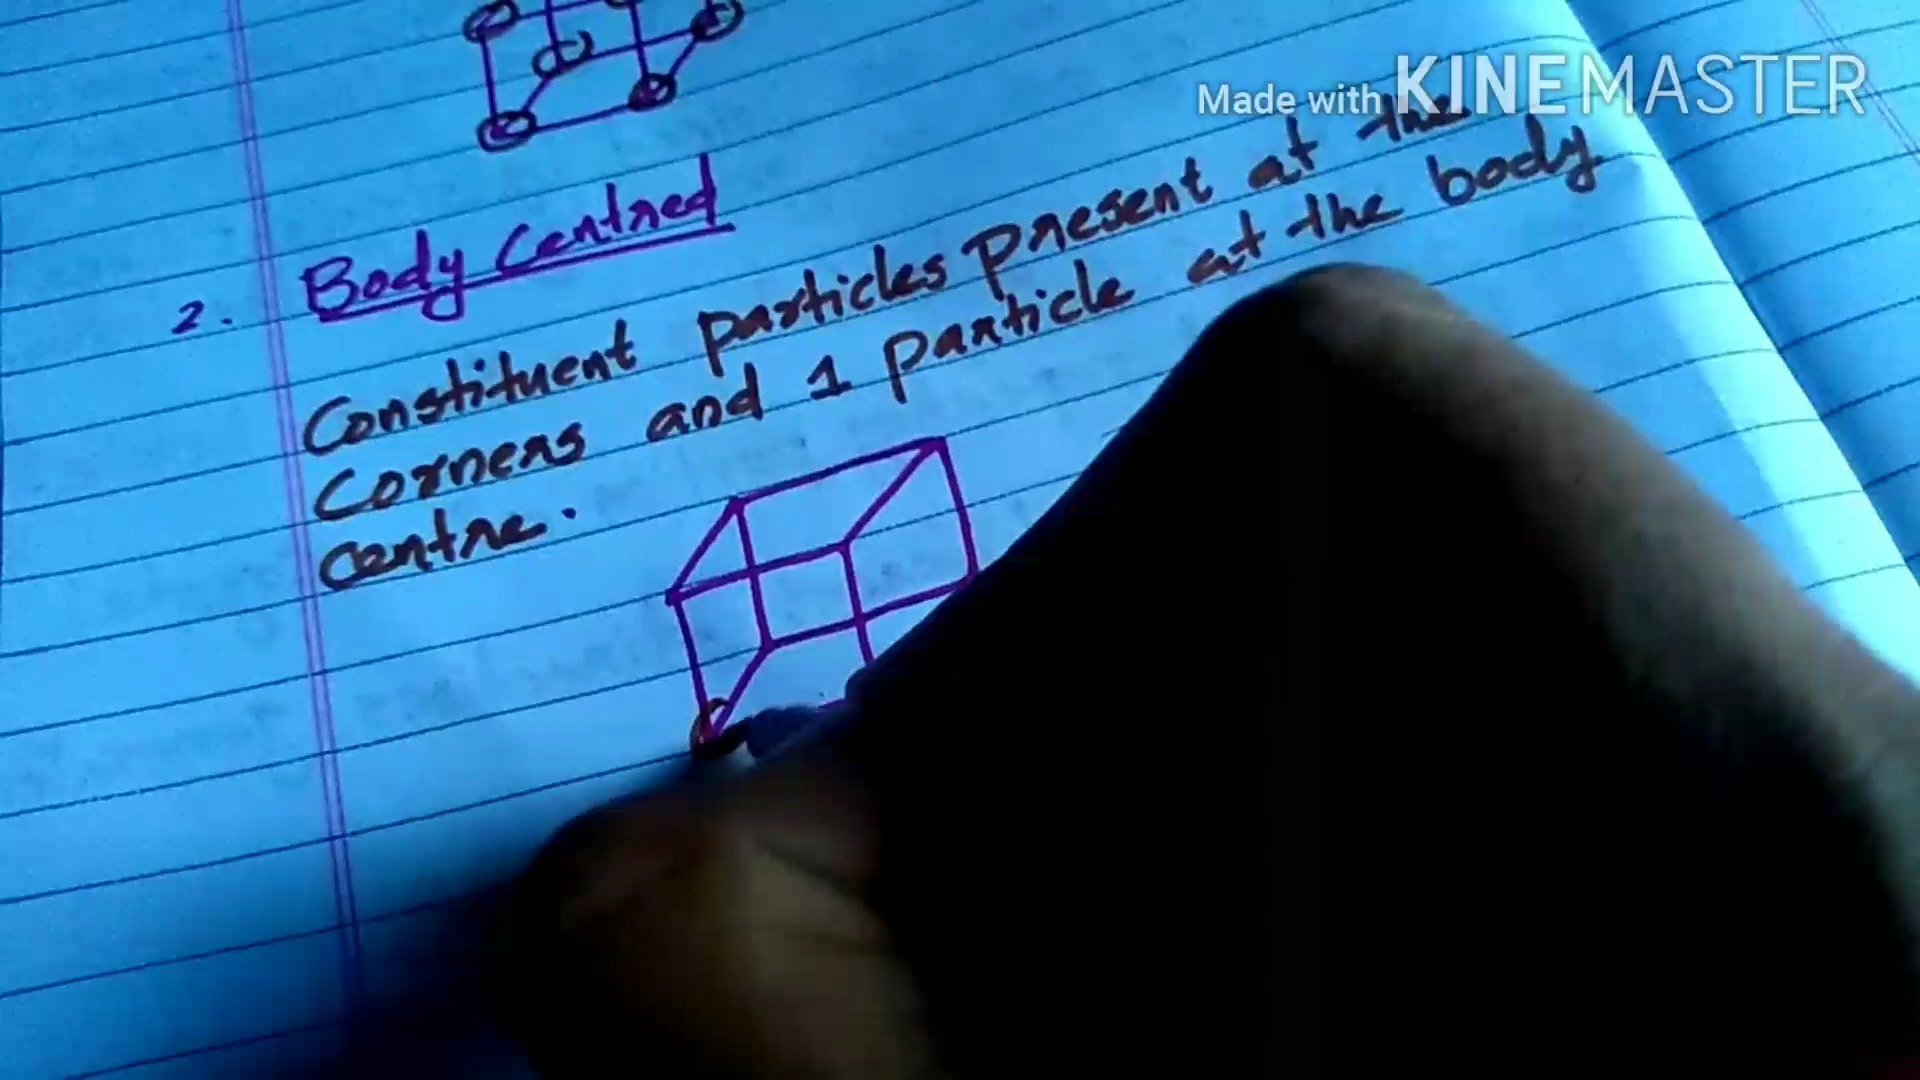 Made with KINEMASTER
2. Body Centred
Constituent particles present at the
Corners and 1 particle at the body
Centre.